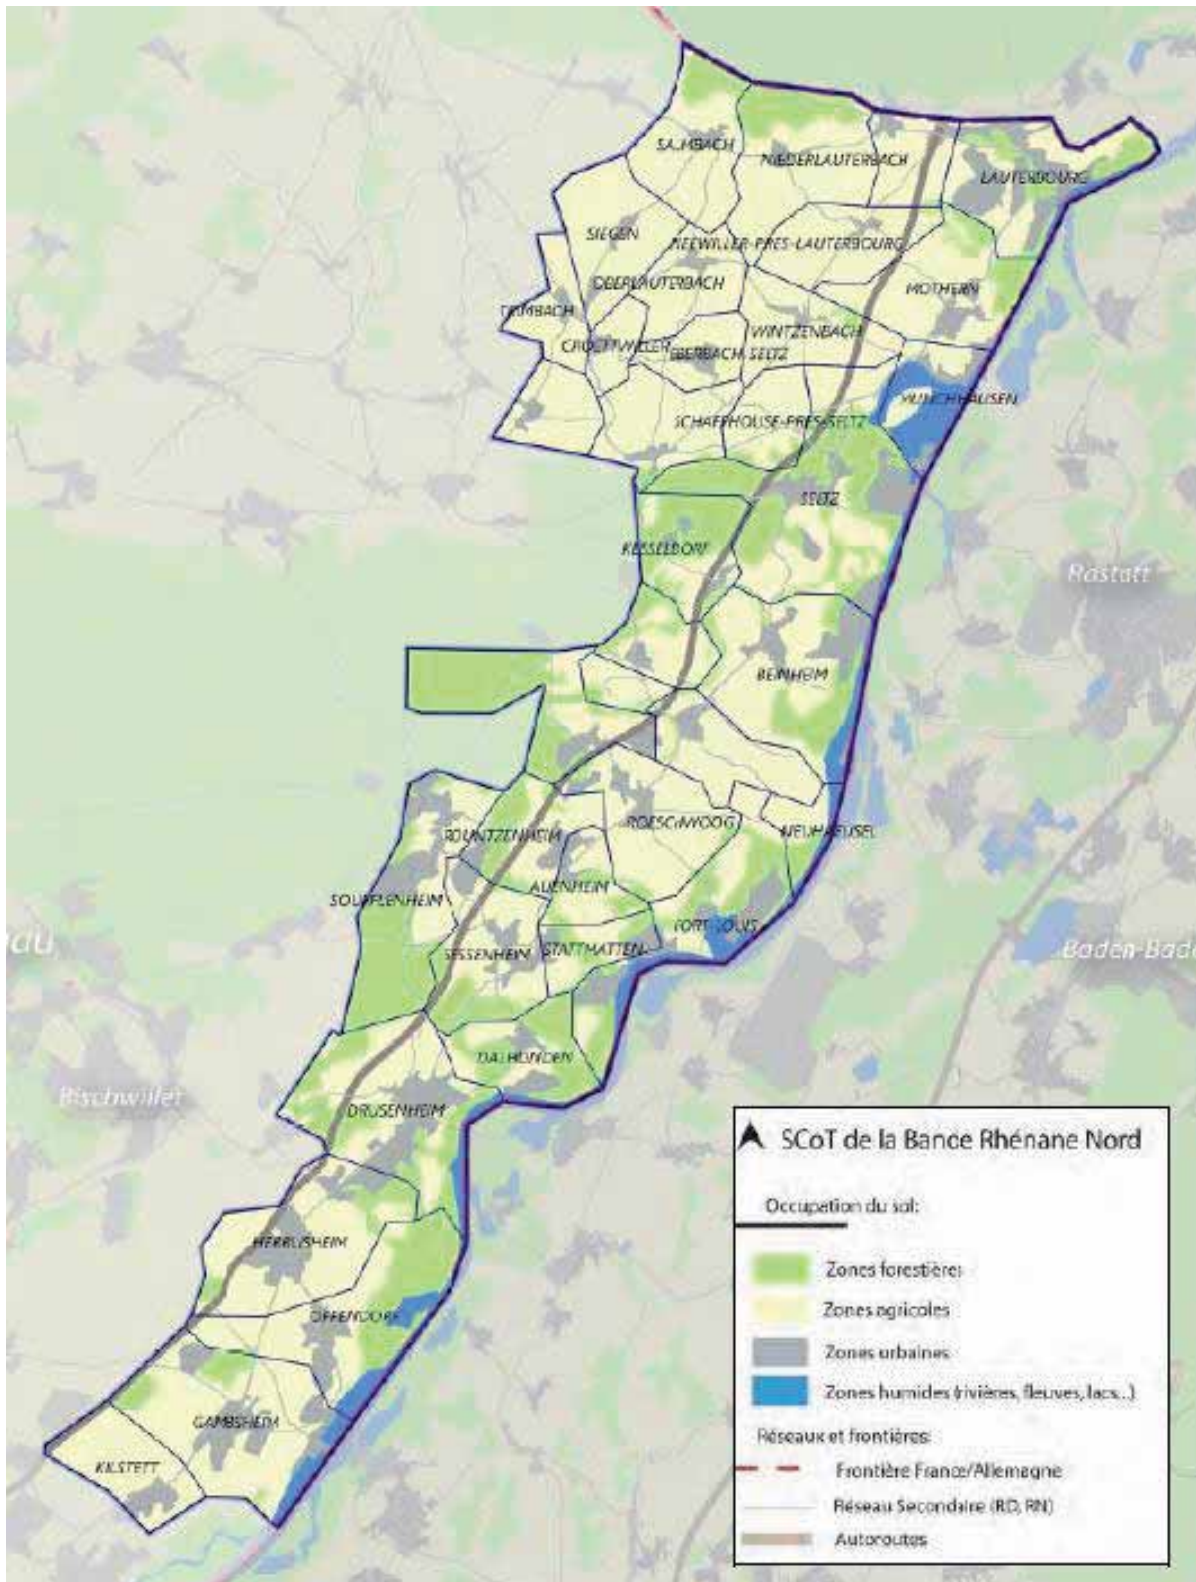 SALMBACH
NIEDERLAUTERBACH
LAUTERBOURG
SIEGEN
NEEWILLER-PRES-LAUTERBOURG
OBERLAUTERBACH
MOTHERN
TRIMBACH
WINTZENBACH
CROETTWILLER
EBERBACH-SELTZ
MUNCHHAUSEN
SCHAFFHOUSE-PRES-SELTZ
SELTZ
KESSELDORF
Rastatt
BEINHEIM
ROESCHWOOG
NEUHAEUSEL
ROUNTZENHEIM
AUENHEIM
SOUFFLENHEIM
FORT-LOUIS
au
SESSENHEIM
STATTMATTEN
Baden-Bade
DALHUNDEN
Bischwiller
DRUSENHEIM
HERRLISHEIM
OFFENDORF
GAMBSHEIM
KILSTETT
SCoT de la Bande Rhénane Nord
Occupation du sol:
Zones forestières
Zones agricoles
Zones urbaines
Zones humides (rivières, fleuves, lacs...)
Réseaux et frontières:
Frontière France/Allemagne
Réseau Secondaire (RD, RN)
Autoroutes